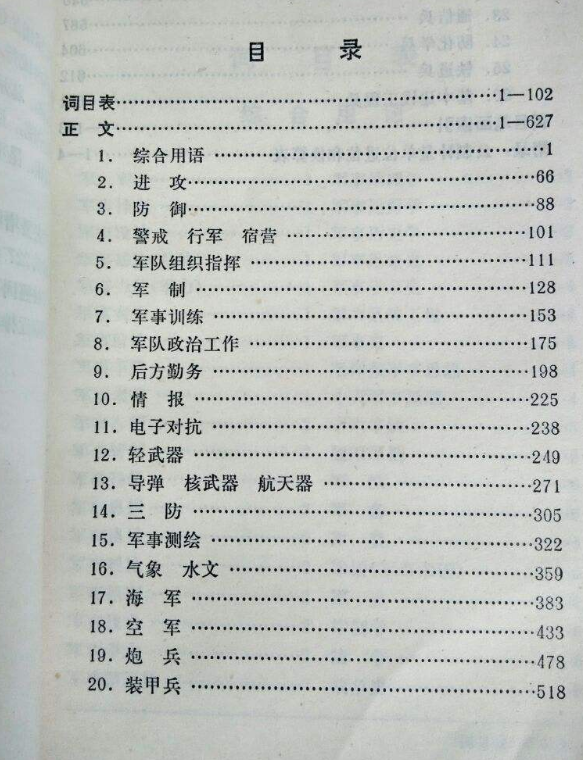 目 录
词目表……………………………………1—102
正 文……………………………………1—627
1. 综合用语……………………………………1
2. 进 攻……………………………………66
3. 防 御……………………………………88
4. 警戒 行军 宿营……………………………………101
5. 军队组织指挥……………………………………111
6. 军 制……………………………………128
7. 军事训练……………………………………153
8. 军队政治工作……………………………………175
9. 后方勤务……………………………………198
10. 情 报……………………………………225
11. 电子对抗……………………………………238
12. 轻武器……………………………………249
13. 导弹 核武器 航天器……………………………………271
14. 三 防……………………………………305
15. 军事测绘……………………………………322
16. 气象 水文……………………………………359
17. 海 军……………………………………383
18. 空 军……………………………………433
19. 炮 兵……………………………………478
20. 装甲兵……………………………………518